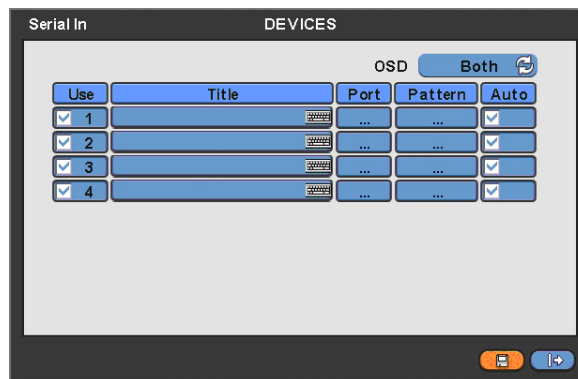 Serial In DEVICES
OSD Both
Use Title Port Pattern Auto
1 ... ...
2 ... ...
3 ... ...
4 ... ...